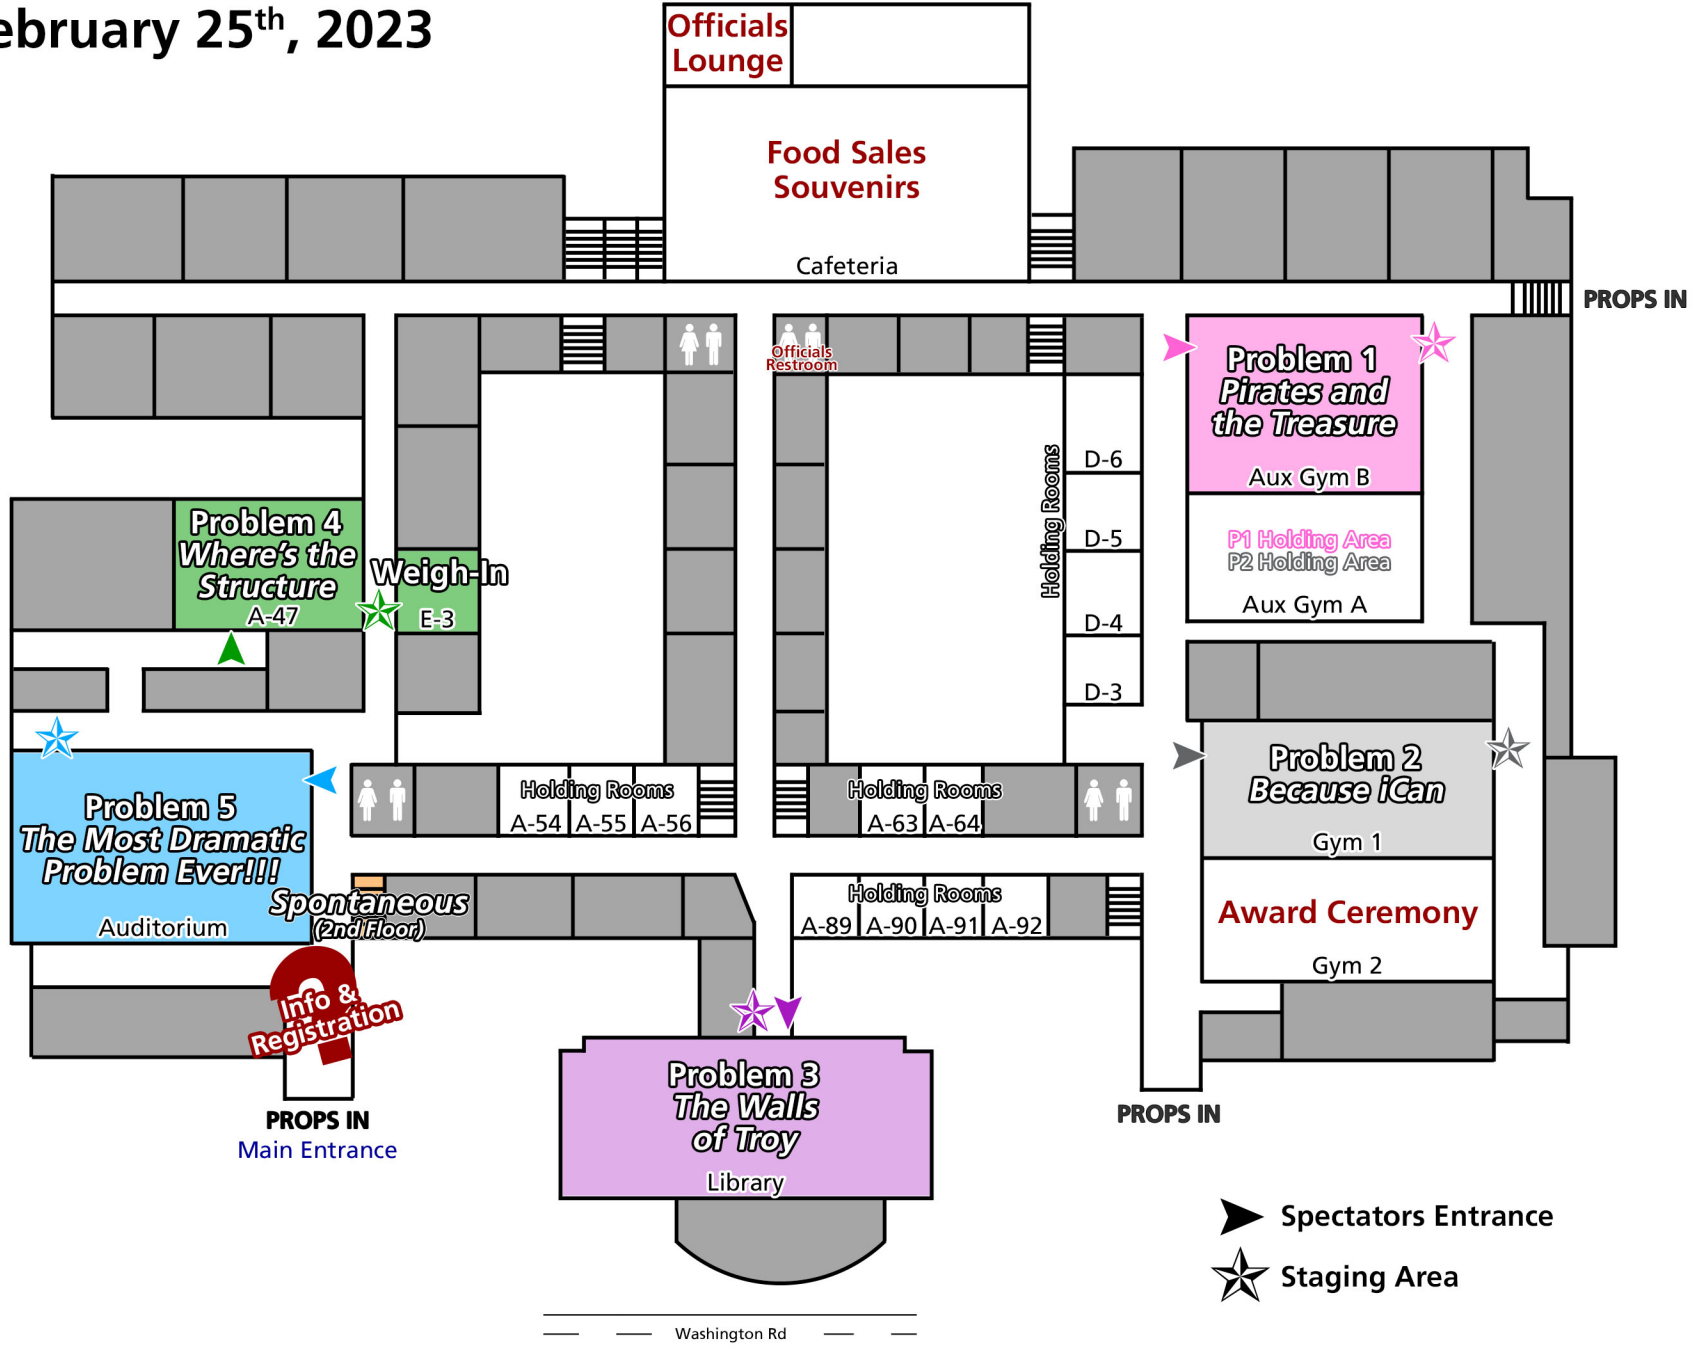 ebruary 25th, 2023
Officials
Lounge
Food Sales
Souvenirs
Cafeteria
PROPS IN
Officials
Restroom
Problem 1
Pirates and
the Treasure
Aux Gym B
P1 Holding Area
P2 Holding Area
Aux Gym A
Holding Rooms
D-6
D-5
D-4
D-3
Problem 4
Where's the
Structure
A-47
Weigh-In
E-3
Problem 5
The Most Dramatic
Problem Ever!!!
Auditorium
Holding Rooms
A-54 A-55 A-56
Holding Rooms
A-63 A-64
Problem 2
Because iCan
Gym 1
Spontaneous
(2nd Floor)
Holding Rooms
A-89 A-90 A-91 A-92
Award Ceremony
Gym 2
Info &
Registration
PROPS IN
Main Entrance
Problem 3
The Walls
of Troy
Library
PROPS IN
Spectators Entrance
Staging Area
Washington Rd